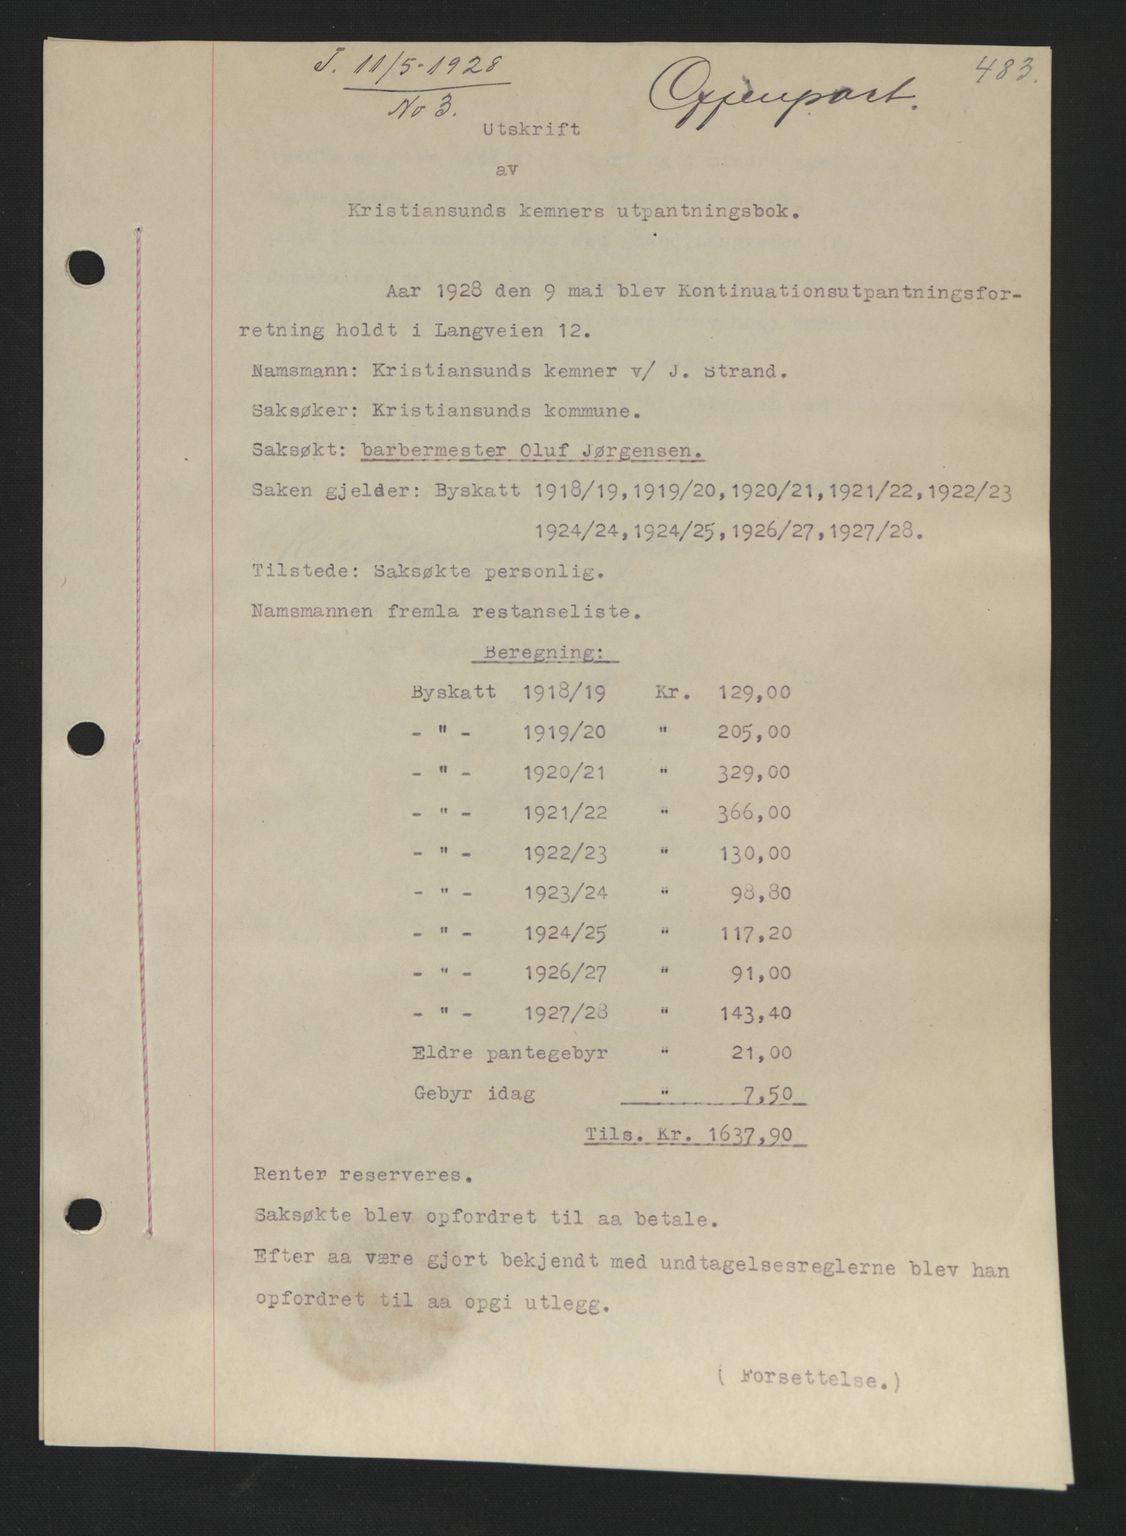 J. 11/5-1928
No 3.
Gjenpart.
483.
Utskrift
av
Kristiansunds kemners utpantningsbok.
Aar 1928 den 9 mai blev Kontinuationsutpantningsfor-
retning holdt i Langveien 12.
Namsmann: Kristiansunds kemner v/ J. Strand.
Saksøker: Kristiansunds kommune.
Saksøkt: barbermester Oluf Jørgensen.
Saken gjelder: Byskatt 1918/19,1919/20,1920/21,1921/22,1922/23
1924/24,1924/25,1926/27,1927/28.
Tilstede: Saksøkte personlig.
Namsmannen fremla restanseliste.
Beregning:
Byskatt 1918/19 Kr. 129,00
- " - 1919/20 " 205,00
- " - 1920/21 " 329,00
- " - 1921/22 " 366,00
- " - 1922/23 " 130,00
- " - 1923/24 " 98,80
- " - 1924/25 " 117,20
- " - 1926/27 " 91,00
- " - 1927/28 " 143,40
Eldre pantegebyr " 21,00
Gebyr idag " 7,50
Tils. Kr. 1637,90
Renter reserveres.
Saksøkte blev opfordret til aa betale.
Efter aa være gjort bekjendt med undtagelsesreglerne blev han
opfordret til aa opgi utlegg.
( Forsettelse.)